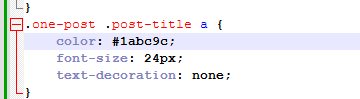 }
.one-post .post-title a {
color: #1abc9c;
font-size: 24px;
text-decoration: none;
}